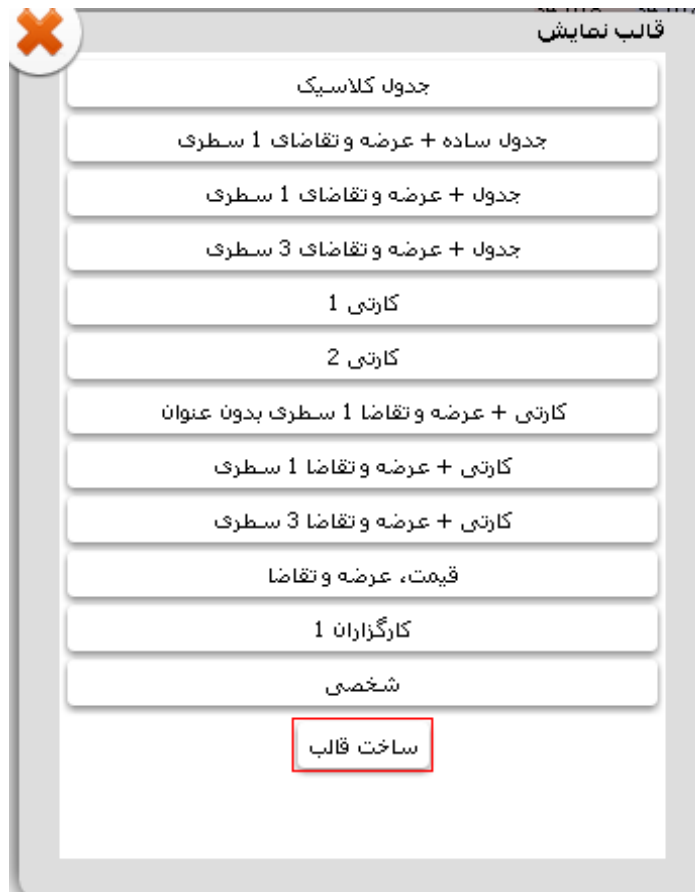 قالب نمایش
جدول کلاسیک
جدول ساده + عرضه و تقاضای 1 سطری
جدول + عرضه و تقاضای 1 سطری
جدول + عرضه و تقاضای 3 سطری
کارتی 1
کارتی 2
کارتی + عرضه و تقاضا 1 سطری بدون عنوان
کارتی + عرضه و تقاضا 1 سطری
کارتی + عرضه و تقاضا 3 سطری
قیمت، عرضه و تقاضا
کارگزاران 1
شخصی
ساخت قالب